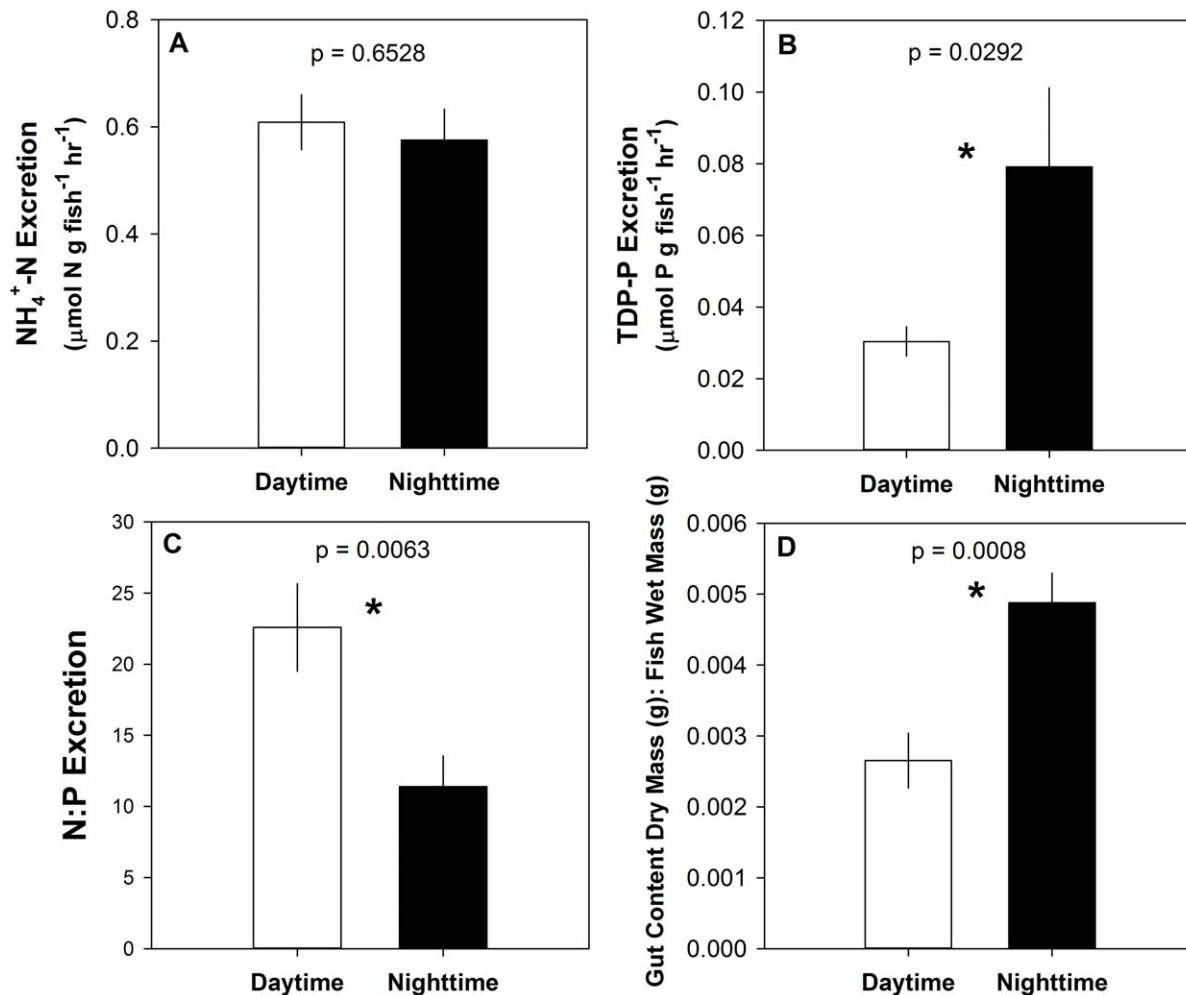 A
p = 0.6528
NH₄⁺-N Excretion
(μmol N g fish⁻¹ hr⁻¹)
0.8
0.6
0.4
0.2
0.0
Daytime Nighttime
B
p = 0.0292
*
TDP-P Excretion
(μmol P g fish⁻¹ hr⁻¹)
0.12
0.10
0.08
0.06
0.04
0.02
0.00
Daytime Nighttime
C
p = 0.0063
*
N:P Excretion
30
25
20
15
10
5
0
Daytime Nighttime
D
p = 0.0008
*
Gut Content Dry Mass (g): Fish Wet Mass (g)
0.006
0.005
0.004
0.003
0.002
0.001
0.000
Daytime Nighttime